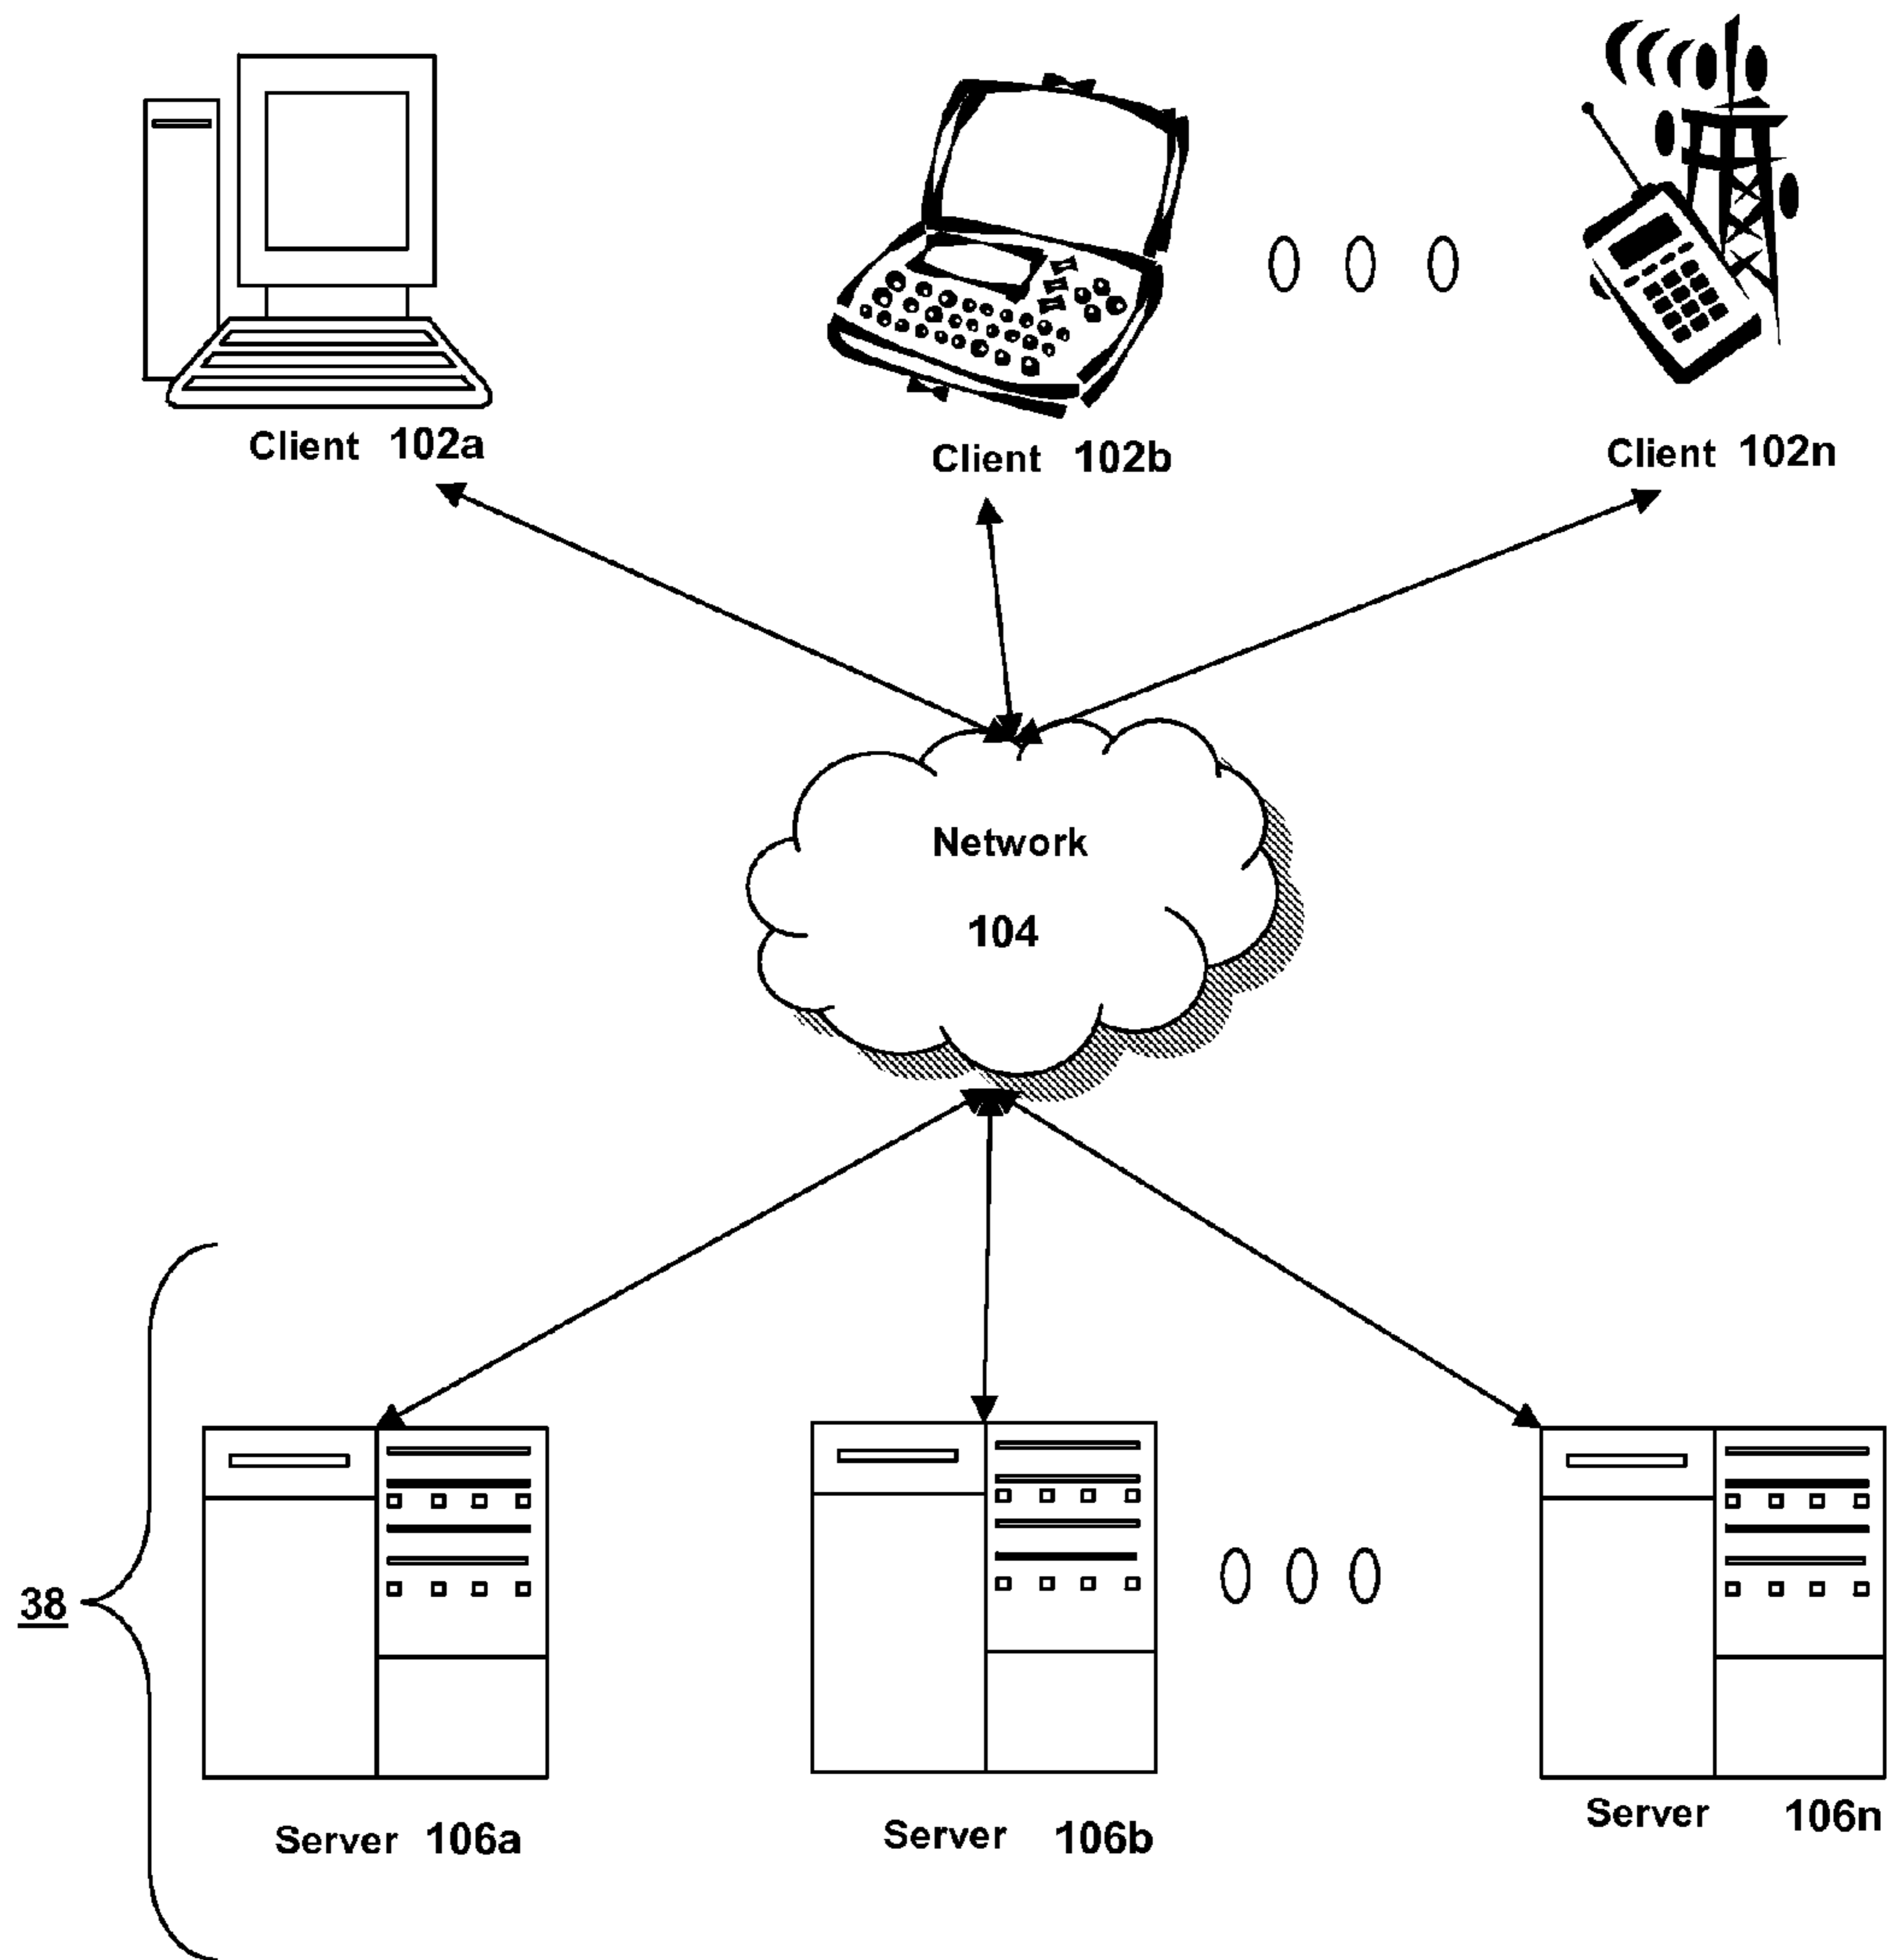 Client 102a
Client 102b
Client 102n
Network
104
38
Server 106a
Server 106b
Server 106n